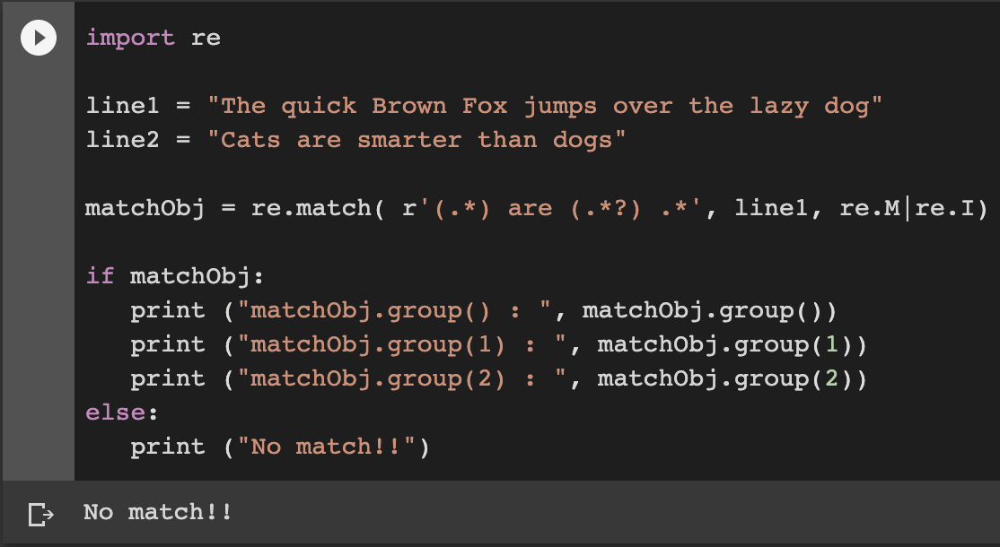 import re
line1 = "The quick Brown Fox jumps over the lazy dog"
line2 = "Cats are smarter than dogs"
matchObj = re.match( r'(.*) are (.*?) .*', line1, re.M|re.I)
if matchObj:
   print ("matchObj.group() : ", matchObj.group())
   print ("matchObj.group(1) : ", matchObj.group(1))
   print ("matchObj.group(2) : ", matchObj.group(2))
else:
   print ("No match!!")
No match!!